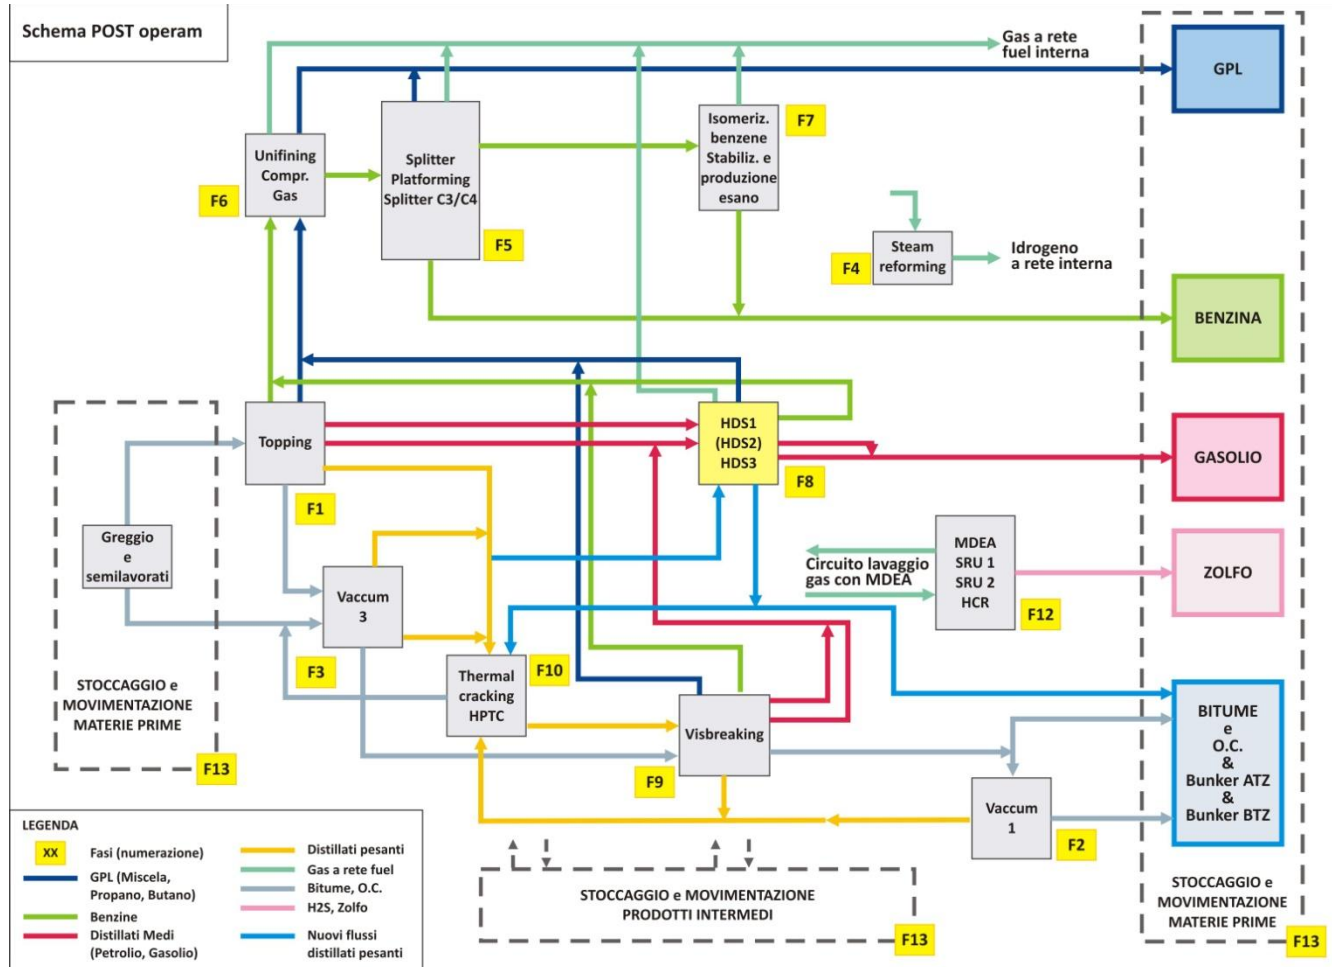 Schema POST operam
Gas a rete
fuel interna
GPL
Isomeriz.
benzene
Stabiliz. e
produzione
esano
F7
Unifining
Compr.
Gas
F6
Splitter
Platforming
Splitter C3/C4
F5
Steam
reforming
F4
Idrogeno
a rete interna
BENZINA
Topping
F1
HDS1
(HDS2)
HDS3
F8
GASOLIO
Greggio
e
semilavorati
Vaccum
3
F3
MDEA
SRU 1
SRU 2
HCR
F12
Circuito lavaggio
gas con MDEA
ZOLFO
STOCCAGGIO e
MOVIMENTAZIONE
MATERIE PRIME
F13
Thermal
cracking
HPTC
F10
Visbreaking
F9
Vaccum
1
F2
BITUME
e
O.C.
&
Bunker ATZ
&
Bunker BTZ
STOCCAGGIO e
MOVIMENTAZIONE
MATERIE PRIME
F13
STOCCAGGIO e MOVIMENTAZIONE
PRODOTTI INTERMEDI
F13
LEGENDA
XX
Fasi (numerazione)
GPL (Miscela,
Propano, Butano)
Benzine
Distillati Medi
(Petrolio, Gasolio)
Distillati pesanti
Gas a rete fuel
Bitume, O.C.
H2S, Zolfo
Nuovi flussi
distillati pesanti